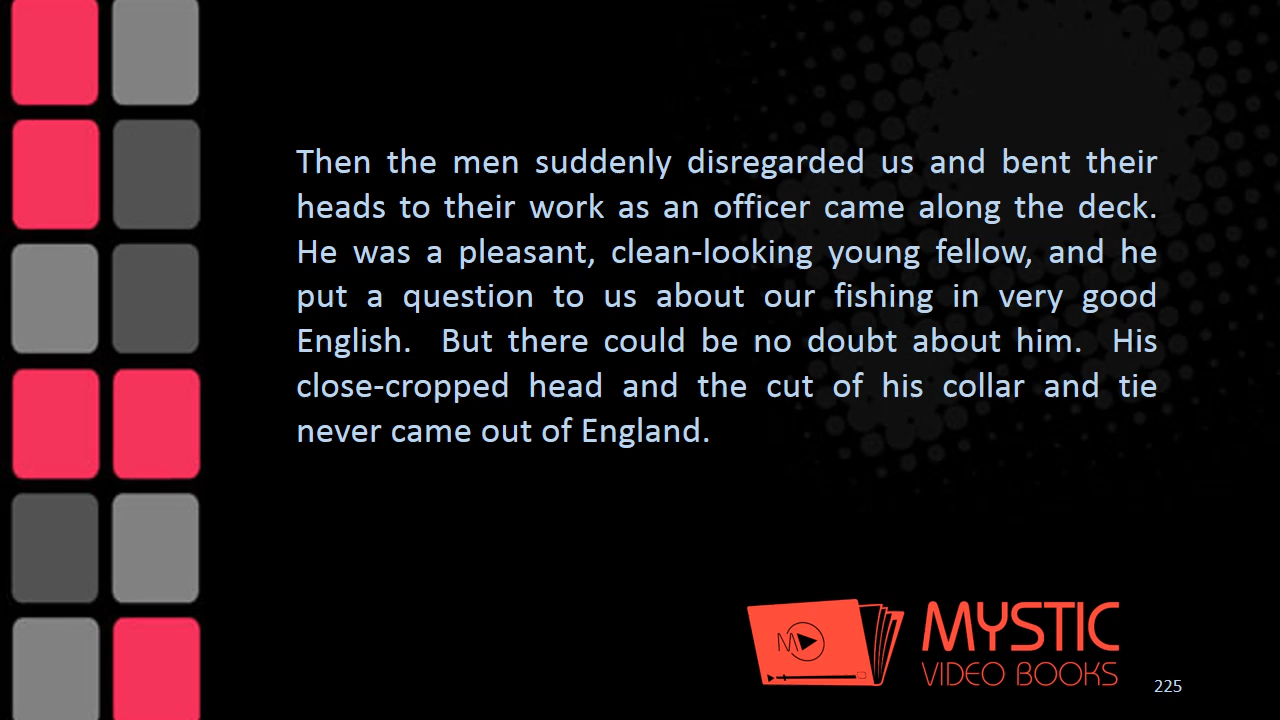 Then the men suddenly disregarded us and bent their
heads to their work as an officer came along the deck.
He was a pleasant, clean-looking young fellow, and he
put a question to us about our fishing in very good
English.  But there could be no doubt about him.  His
close-cropped head and the cut of his collar and tie
never came out of England.
M
MYSTIC
VIDEO BOOKS
225